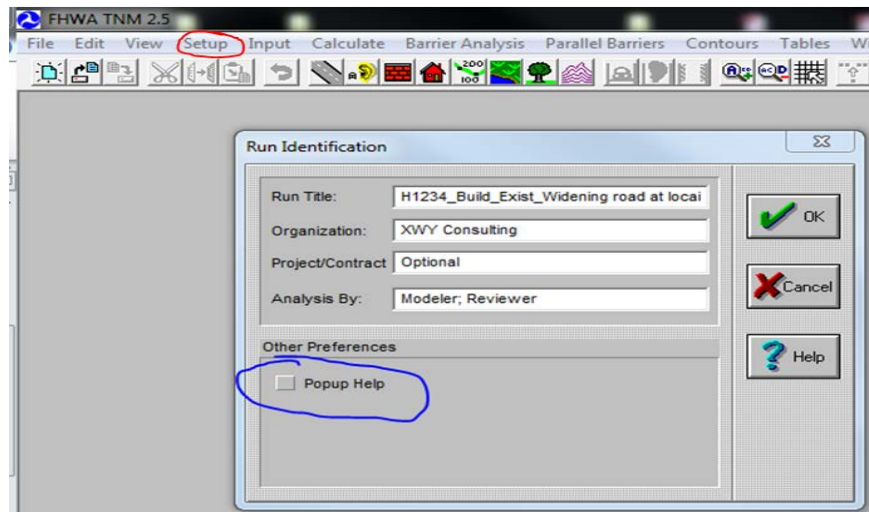 FHWA TNM 2.5
File Edit View Setup Input Calculate Barrier Analysis Parallel Barriers Contours Tables
200
100
Run Identification
Run Title: H1234_Build_Exist_Widening road at locai
Organization: XWY Consulting
Project/Contract Optional
Analysis By: Modeler; Reviewer
OK
Cancel
Help
Other Preferences
Popup Help